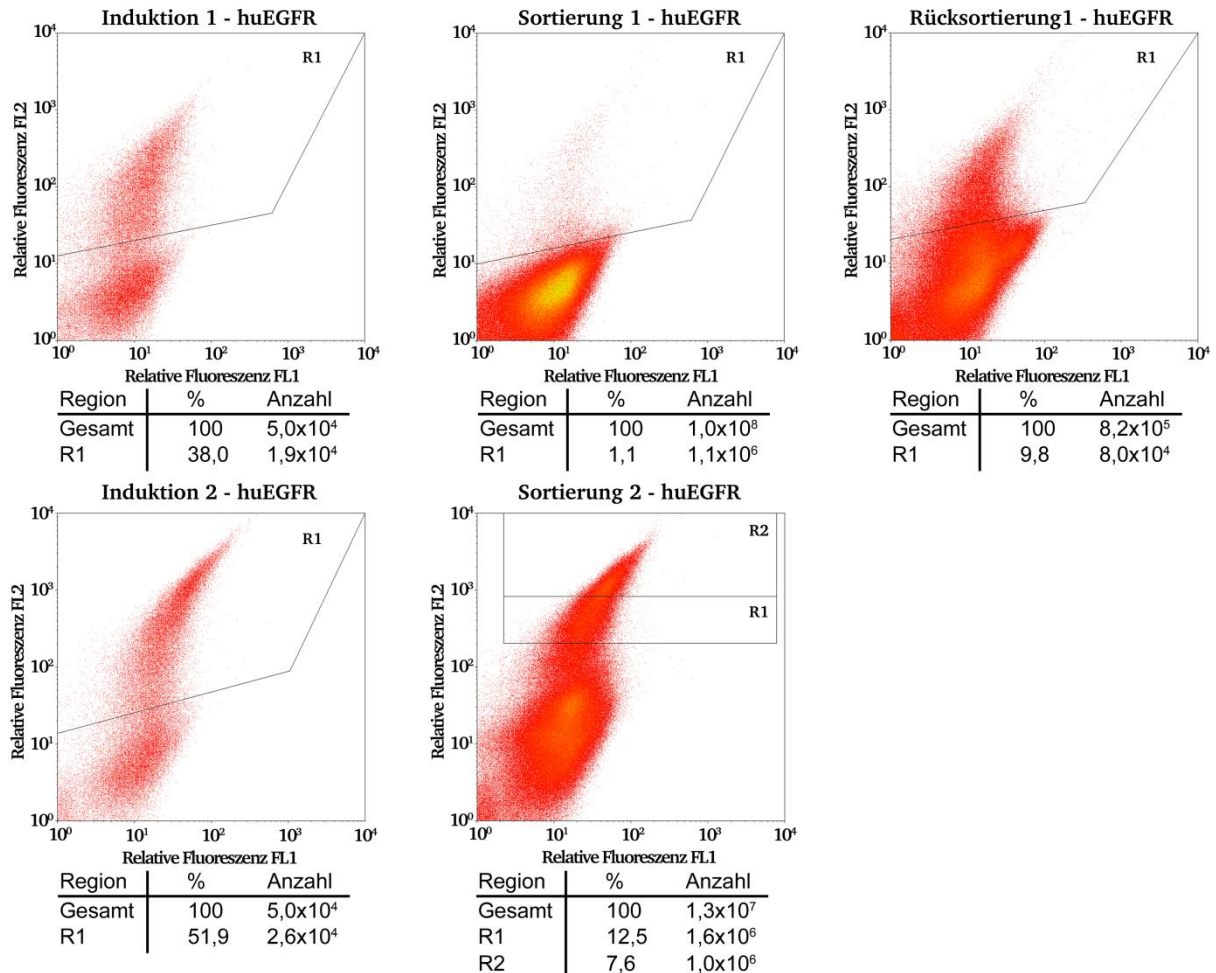 Induktion 1 - huEGFR
Relative Fluoreszenz FL2
10⁴
10³
10²
10¹
10⁰
R1
10⁰ 10¹ 10² 10³ 10⁴
Relative Fluoreszenz FL1
Region % Anzahl
Gesamt 100 5,0x10⁴
R1 38,0 1,9x10⁴
Sortierung 1 - huEGFR
Relative Fluoreszenz FL2
10⁴
10³
10²
10¹
10⁰
R1
10⁰ 10¹ 10² 10³ 10⁴
Relative Fluoreszenz FL1
Region % Anzahl
Gesamt 100 1,0x10⁸
R1 1,1 1,1x10⁶
Rücksortierung1 - huEGFR
Relative Fluoreszenz FL2
10⁴
10³
10²
10¹
10⁰
R1
10⁰ 10¹ 10² 10³ 10⁴
Relative Fluoreszenz FL1
Region % Anzahl
Gesamt 100 8,2x10⁵
R1 9,8 8,0x10⁴
Induktion 2 - huEGFR
Relative Fluoreszenz FL2
10⁴
10³
10²
10¹
10⁰
R1
10⁰ 10¹ 10² 10³ 10⁴
Relative Fluoreszenz FL1
Region % Anzahl
Gesamt 100 5,0x10⁴
R1 51,9 2,6x10⁴
Sortierung 2 - huEGFR
Relative Fluoreszenz FL2
10⁴
10³
10²
10¹
10⁰
R2
R1
10⁰ 10¹ 10² 10³ 10⁴
Relative Fluoreszenz FL1
Region % Anzahl
Gesamt 100 1,3x10⁷
R1 12,5 1,6x10⁶
R2 7,6 1,0x10⁶